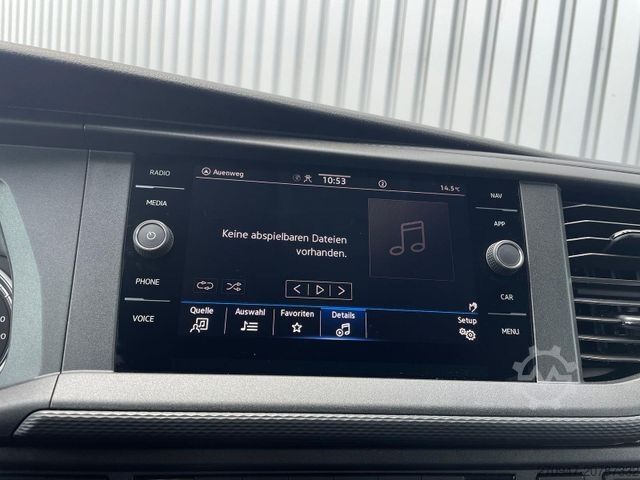 RADIO
MEDIA
PHONE
VOICE
Auenweg
10:53
14.5°C
Keine abspielbaren Dateien
vorhanden.
Quelle
Auswahl
Favoriten
Details
Setup
NAV
APP
CAR
MENU